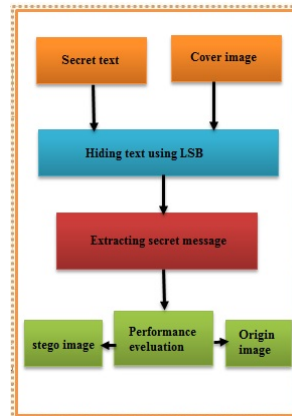 Secret text
Cover image
Hiding text using LSB
Extracting secret message
stego image
Performance
eveluation
Origin
image